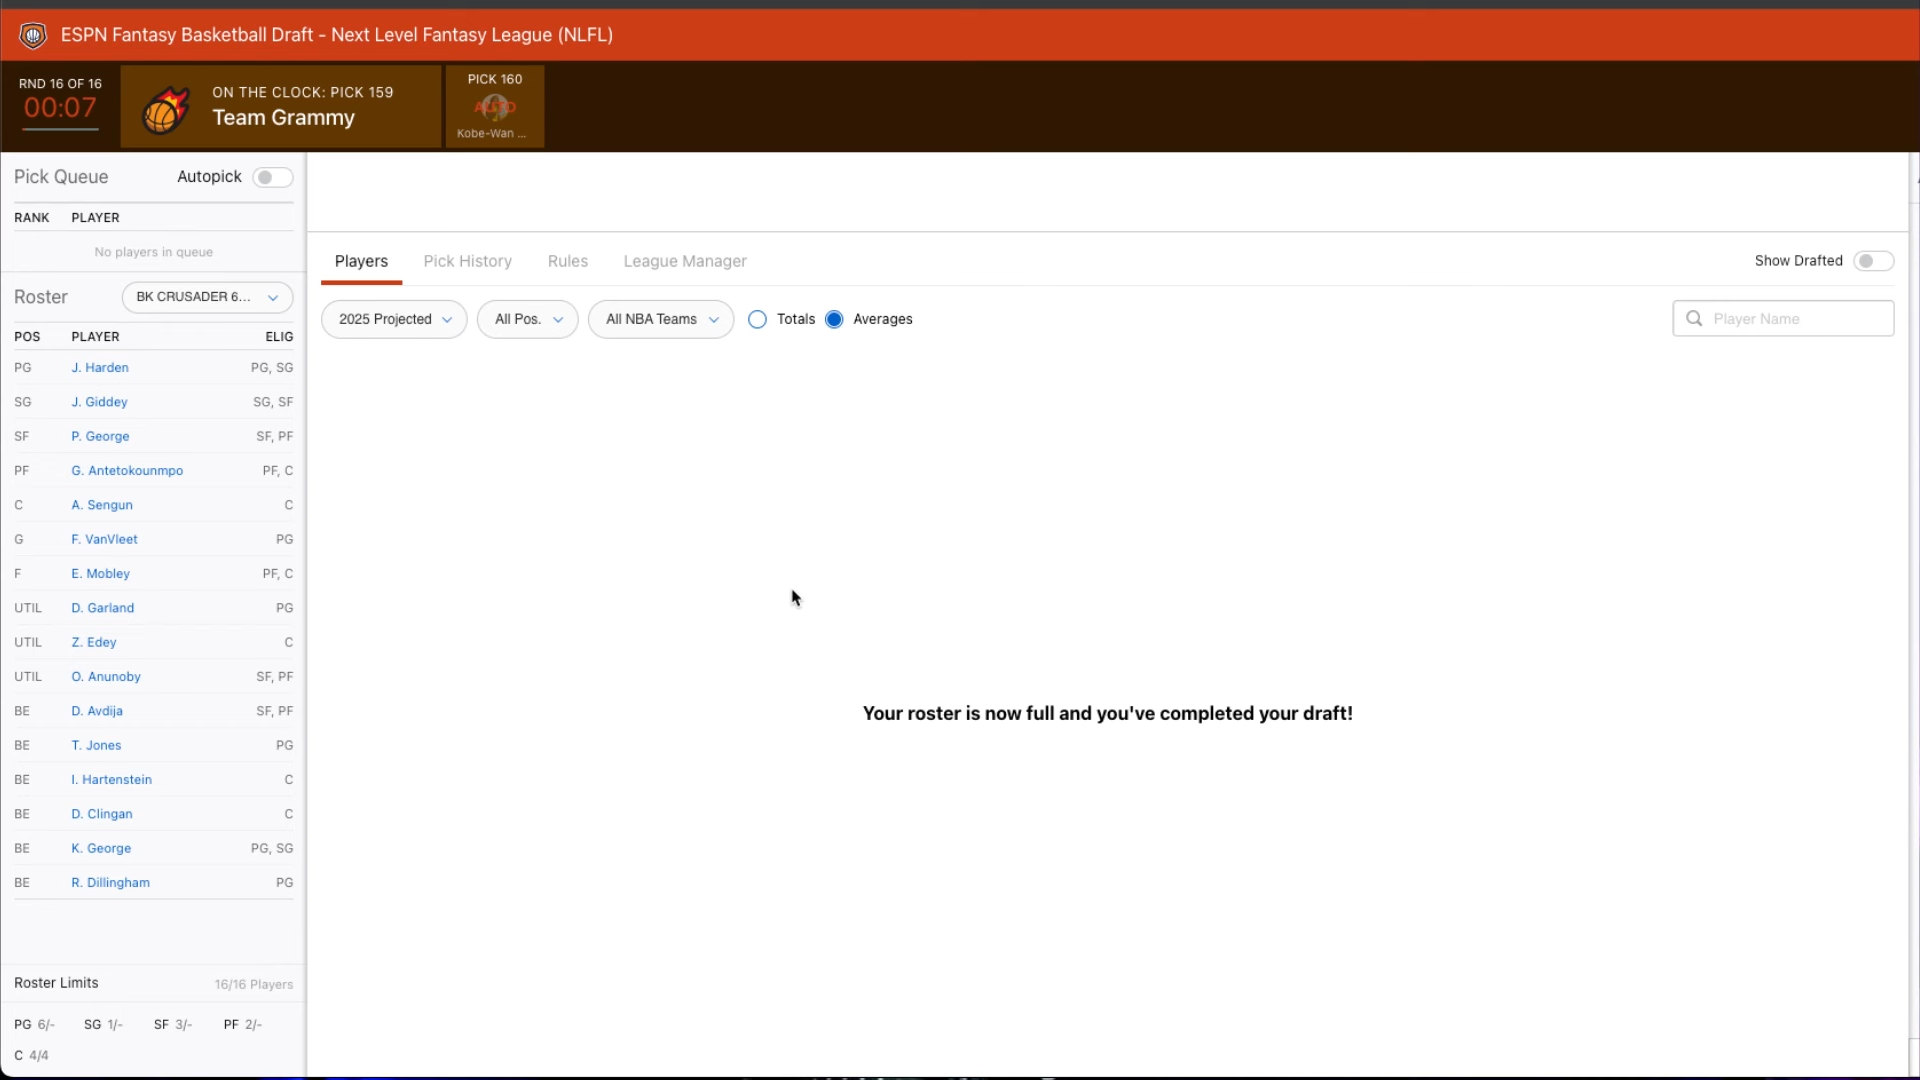 ESPN Fantasy Basketball Draft - Next Level Fantasy League (NLFL)
RND 16 OF 16
00:07
ON THE CLOCK: PICK 159
Team Grammy
PICK 160
AUTO
Kobe-Wan ...
Pick Queue
Autopick
RANK PLAYER
No players in queue
Roster
BK CRUSADER 6...
POS PLAYER ELIG
PG J. Harden PG, SG
SG J. Giddey SG, SF
SF P. George SF, PF
PF G. Antetokounmpo PF, C
C A. Sengun C
G F. VanVleet PG
F E. Mobley PF, C
UTIL D. Garland PG
UTIL Z. Edey C
UTIL O. Anunoby SF, PF
BE D. Avdija SF, PF
BE T. Jones PG
BE I. Hartenstein C
BE D. Clingan C
BE K. George PG, SG
BE R. Dillingham PG
Roster Limits 16/16 Players
PG 6/- SG 1/- SF 3/- PF 2/-
C 4/4
Players Pick History Rules League Manager
Show Drafted
2025 Projected All Pos. All NBA Teams Totals Averages
Player Name
Your roster is now full and you've completed your draft!